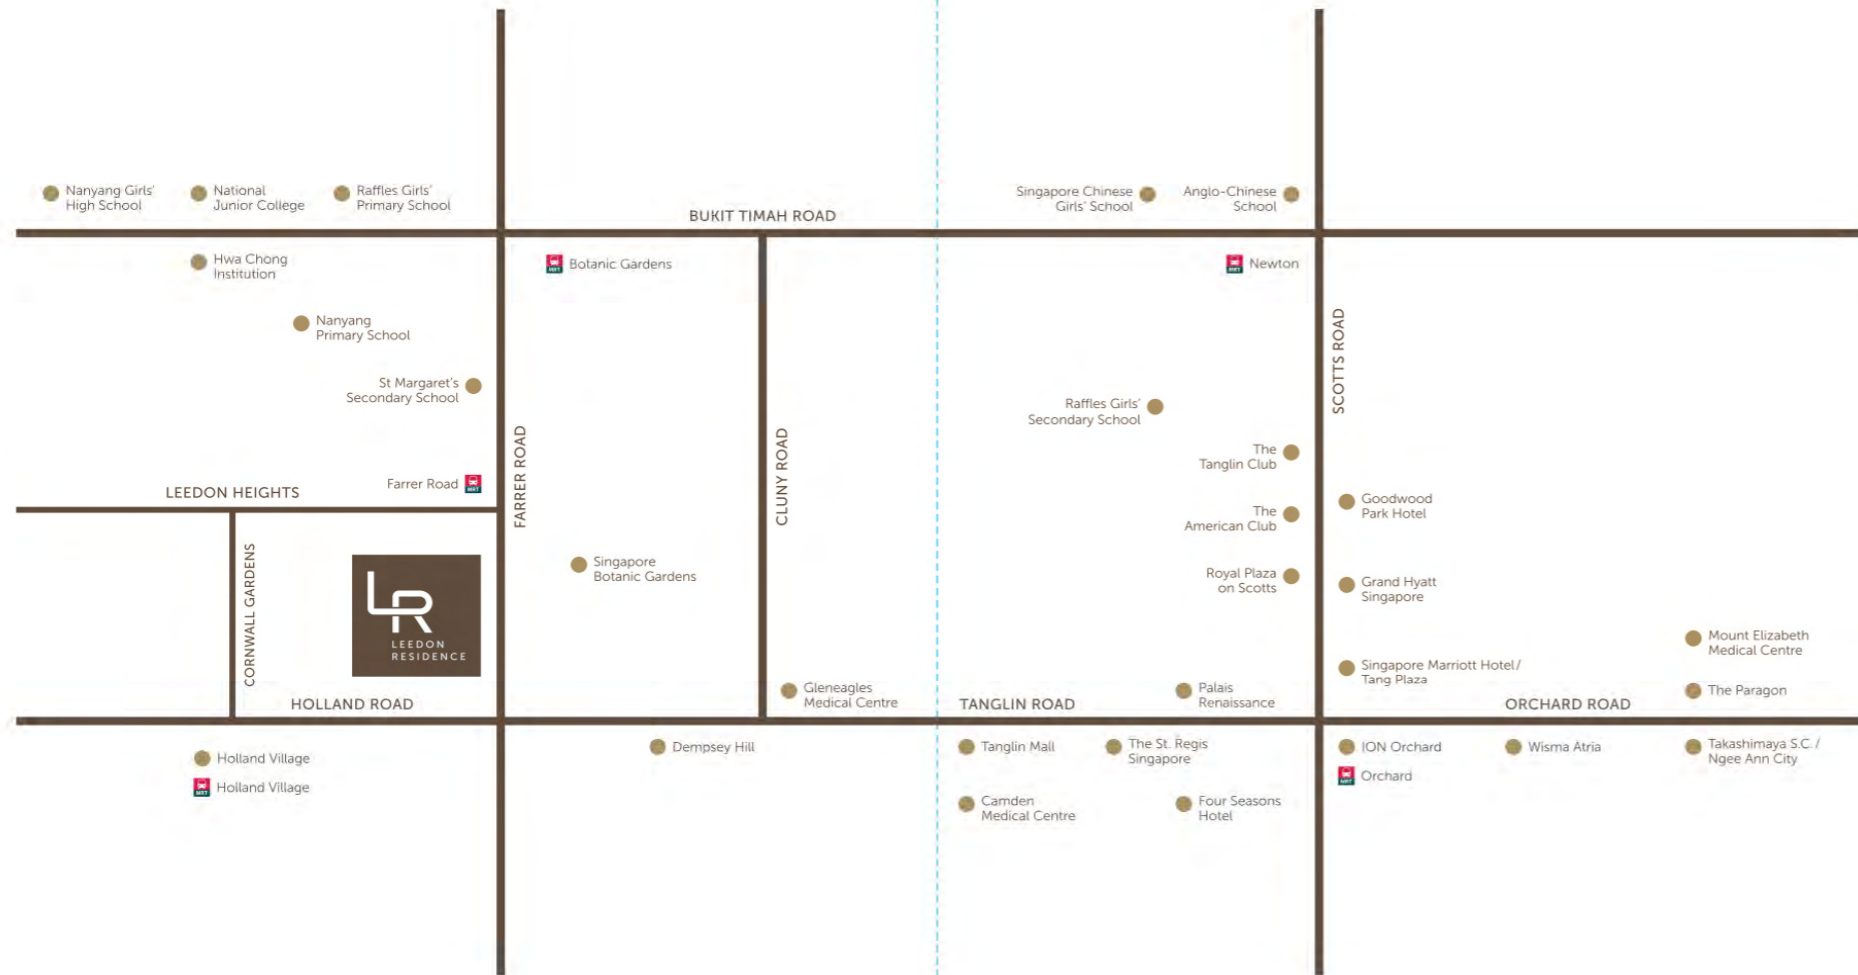 Nanyang Girls'
High School
National
Junior College
Raffles Girls'
Primary School
Singapore Chinese
Girls' School
Anglo-Chinese
School
BUKIT TIMAH ROAD
Hwa Chong
Institution
MRT Botanic Gardens
MRT Newton
Nanyang
Primary School
St Margaret's
Secondary School
SCOTTS ROAD
Raffles Girls'
Secondary School
The
Tanglin Club
FARRER ROAD
CLUNY ROAD
Farrer Road MRT
LEEDON HEIGHTS
Goodwood
Park Hotel
The
American Club
CORNWALL GARDENS
LR
LEEDON
RESIDENCE
Singapore
Botanic Gardens
Royal Plaza
on Scotts
Grand Hyatt
Singapore
Mount Elizabeth
Medical Centre
Singapore Marriott Hotel/
Tang Plaza
Gleneagles
Medical Centre
Palais
Renaissance
The Paragon
HOLLAND ROAD
TANGLIN ROAD
ORCHARD ROAD
Holland Village
MRT Holland Village
Dempsey Hill
Tanglin Mall
The St. Regis
Singapore
ION Orchard
MRT Orchard
Wisma Atria
Takashimaya S.C. /
Ngee Ann City
Camden
Medical Centre
Four Seasons
Hotel